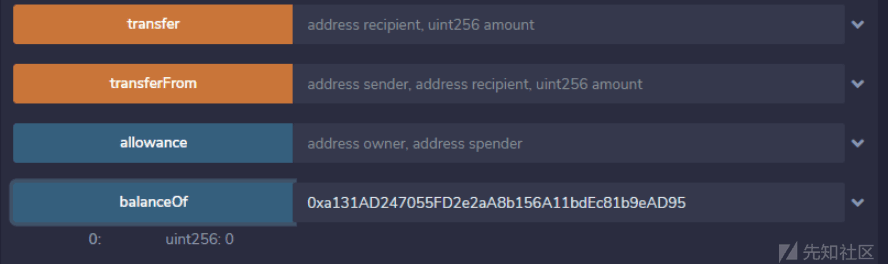 transfer address recipient, uint256 amount
transferFrom address sender, address recipient, uint256 amount
allowance address owner, address spender
balanceOf 0xa131AD247055FD2e2aA8b156A11bdEc81b9eAD95
0: uint256: 0
先知社区